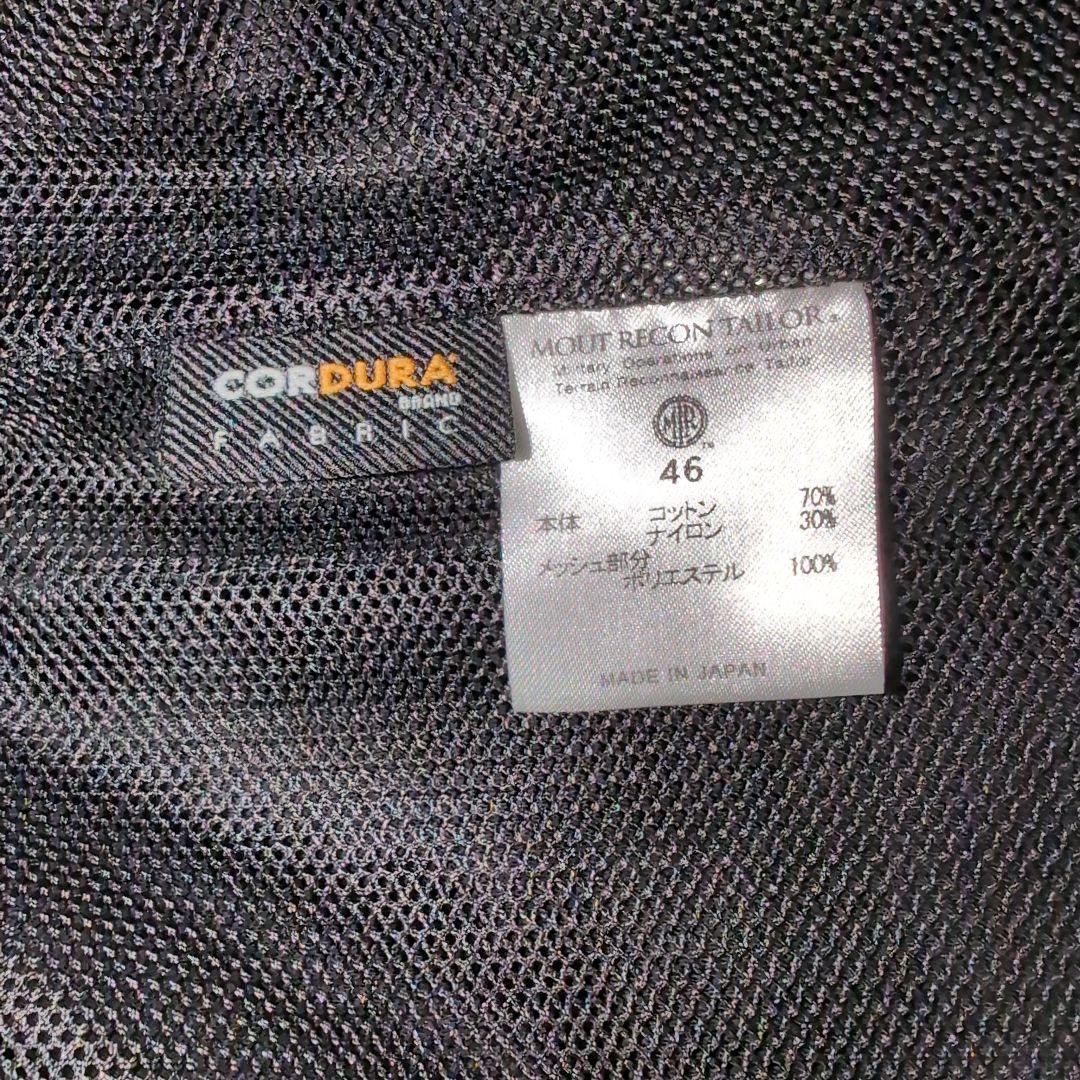 CORDURA
BRAND
FABRIC
MOUT RECON TAILOR
Military Operations on Urban
Terrain Reconnaissance Tailor
MTR
46
本体 コットン 70%
ナイロン 30%
メッシュ部分
ポリエステル 100%
MADE IN JAPAN